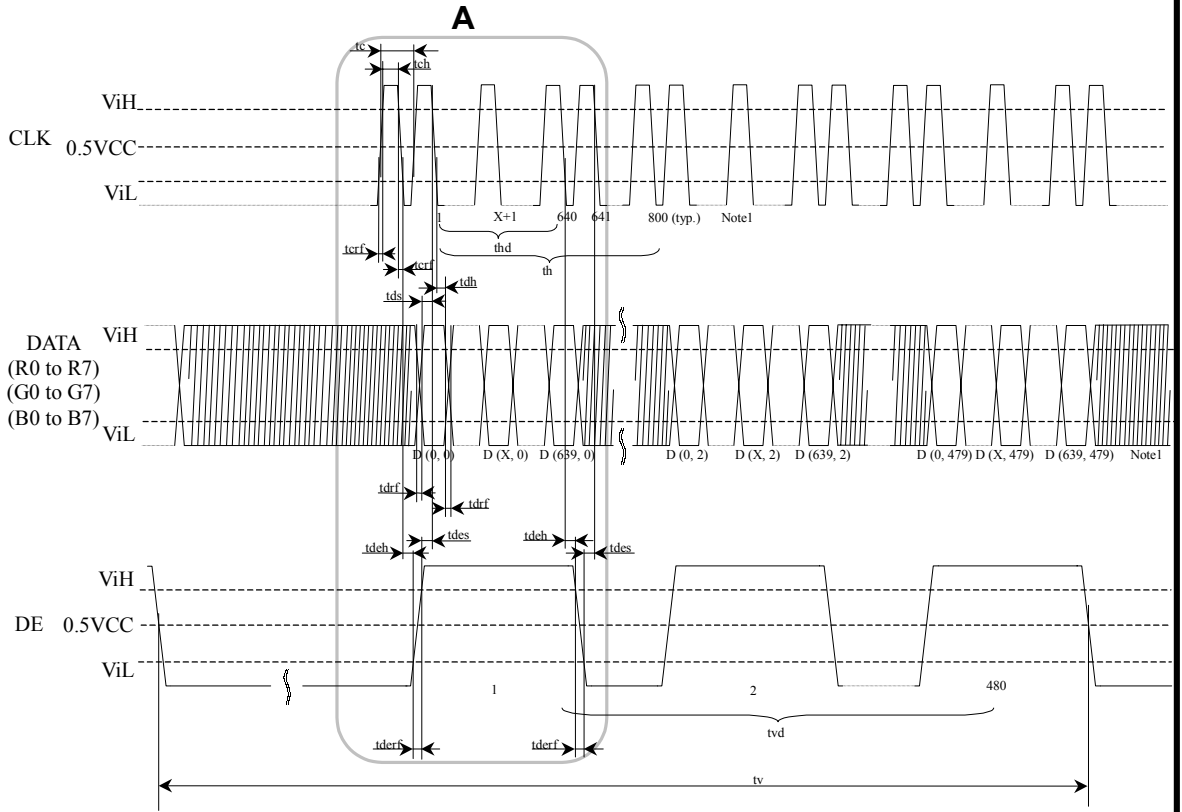 A
tc
tch
ViH
CLK
0.5VCC
ViL
1
X+1
640
641
800 (typ.)
Note1
thd
th
tcrf
tcrf
tdh
tds
ViH
DATA
(R0 to R7)
(G0 to G7)
(B0 to B7)
ViL
D (0, 0)
D (X, 0)
D (639, 0)
D (0, 2)
D (X, 2)
D (639, 2)
D (0, 479)
D (X, 479)
D (639, 479)
Note1
tdrf
tdrf
tdeh
tdes
tdeh
tdes
ViH
DE
0.5VCC
ViL
1
2
480
tvd
tderf
tderf
tv